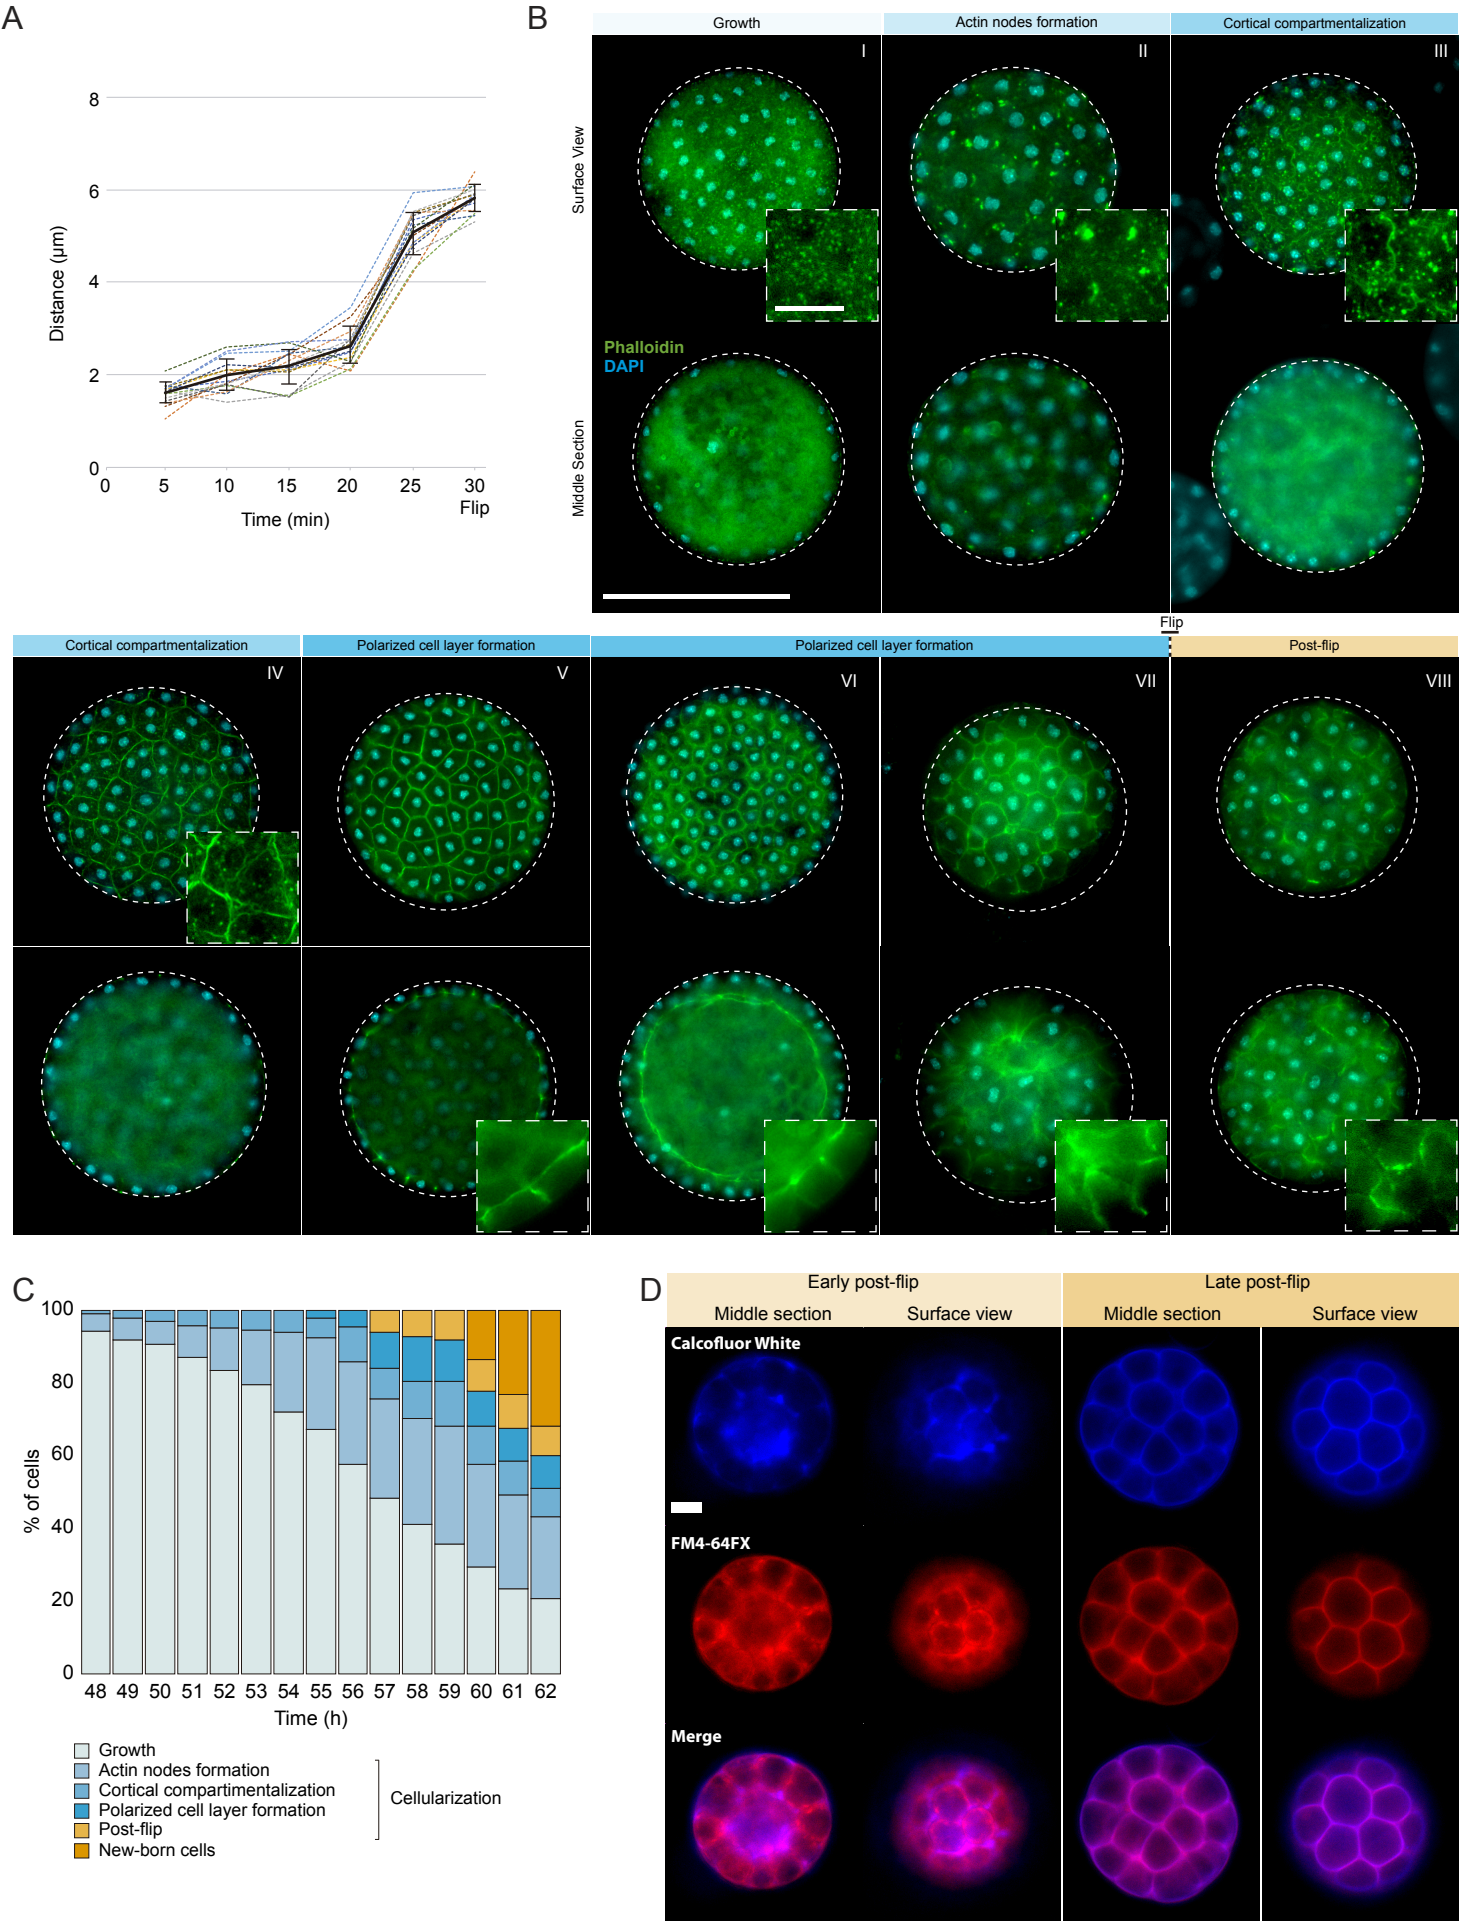 A
8
6
4
2
0
Distance (µm)
0 5 10 15 20 25 30
Flip
Time (min)
B
Growth
Actin nodes formation
Cortical compartmentalization
I
II
III
Surface View
Phalloidin
DAPI
Middle Section
Flip
Cortical compartmentalization
Polarized cell layer formation
Polarized cell layer formation
Post-flip
IV
V
VI
VII
VIII
C
100
80
60
40
20
0
% of cells
48 49 50 51 52 53 54 55 56 57 58 59 60 61 62
Time (h)
Growth
Actin nodes formation
Cortical compartimentalization
Polarized cell layer formation
Post-flip
New-born cells
Cellularization
D
Early post-flip
Late post-flip
Middle section
Surface view
Middle section
Surface view
Calcofluor White
FM4-64FX
Merge